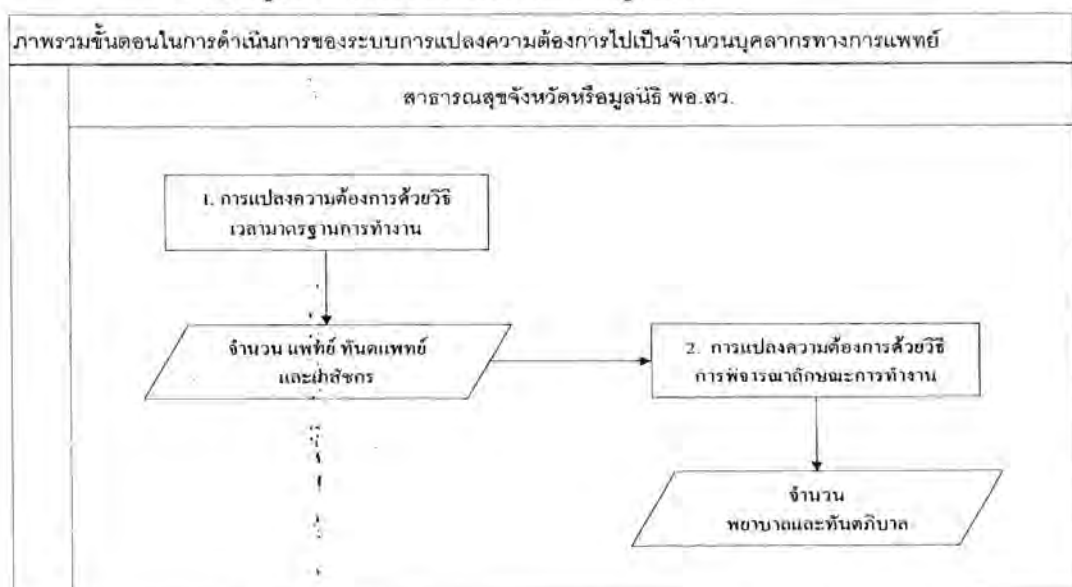 ภาพรวมขั้นตอนในการดำเนินการของระบบการแปลงความต้องการไปเป็นจำนวนบุคลากรทางการแพทย์
สาธารณสุขจังหวัดหรือมูลนิธิ พอ.สว.
1. การแปลงความต้องการด้วยวิธี
เวลามาตรฐานการทำงาน
จำนวน แพทย์ ทันตแพทย์
และเภสัชกร
2. การแปลงความต้องการด้วยวิธี
การพิจารณาลักษณะการทำงาน
จำนวน
พยาบาลและทันตภิบาล